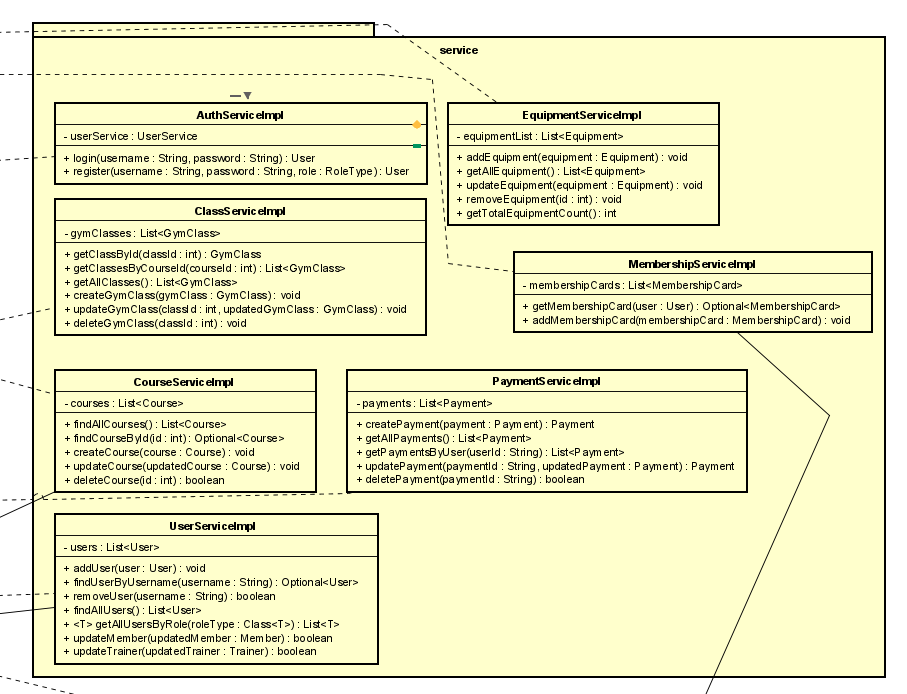 service
AuthServiceImpl
- userService : UserService
+ login(username : String, password : String) : User
+ register(username : String, password : String, role : RoleType) : User
EquipmentServiceImpl
- equipmentList : List<Equipment>
+ addEquipment(equipment : Equipment) : void
+ getAllEquipment() : List<Equipment>
+ updateEquipment(equipment : Equipment) : void
+ removeEquipment(id : int) : void
+ getTotalEquipmentCount() : int
ClassServiceImpl
- gymClasses : List<GymClass>
+ getClassById(classId : int) : GymClass
+ getClassesByCourseId(courseId : int) : List<GymClass>
+ getAllClasses() : List<GymClass>
+ createGymClass(gymClass : GymClass) : void
+ updateGymClass(classId : int, updatedGymClass : GymClass) : void
+ deleteGymClass(classId : int) : void
MembershipServiceImpl
- membershipCards : List<MembershipCard>
+ getMembershipCard(user : User) : Optional<MembershipCard>
+ addMembershipCard(membershipCard : MembershipCard) : void
CourseServiceImpl
- courses : List<Course>
+ findAllCourses() : List<Course>
+ findCourseById(id : int) : Optional<Course>
+ createCourse(course : Course) : void
+ updateCourse(updatedCourse : Course) : void
+ deleteCourse(id : int) : boolean
PaymentServiceImpl
- payments : List<Payment>
+ createPayment(payment : Payment) : Payment
+ getAllPayments() : List<Payment>
+ getPaymentsByUser(userId : String) : List<Payment>
+ updatePayment(paymentId : String, updatedPayment : Payment) : Payment
+ deletePayment(paymentId : String) : boolean
UserServiceImpl
- users : List<User>
+ addUser(user : User) : void
+ findUserByUsername(username : String) : Optional<User>
+ removeUser(username : String) : boolean
+ findAllUsers() : List<User>
+ <T> getAllUsersByRole(roleType : Class<T>) : List<T>
+ updateMember(updatedMember : Member) : boolean
+ updateTrainer(updatedTrainer : Trainer) : boolean